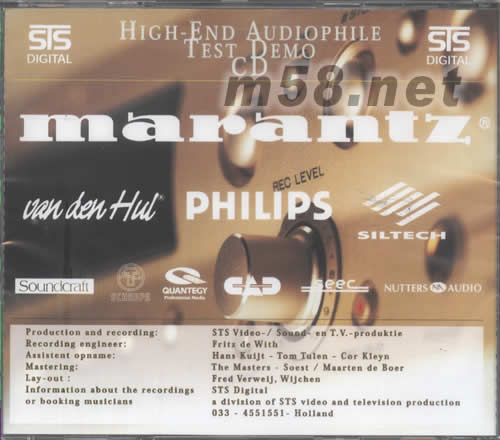 STS
DIGITAL
HIGH-END AUDIOPHILE
TEST DEMO
CD
STS
DIGITAL
m58.net
marantz®
REC LEVEL
van den Hul®
PHILIPS
SILTECH
Soundcraft
SCHOEPS
QUANTEGY
Professional Media
CAD
seec
NUTTERS AUDIO
Production and recording: STS Video-/ Sound- en T.V.-produktie
Recording engineer: Fritz de With
Assistent opname: Hans Kuijt - Tom Tulen - Cor Kleyn
Mastering: The Masters - Soest / Maarten de Boer
Lay-out : Fred Verweij, Wijchen
Information about the recordings STS Digital
or booking musicians a division of STS video and television production
033 - 4551551- Holland